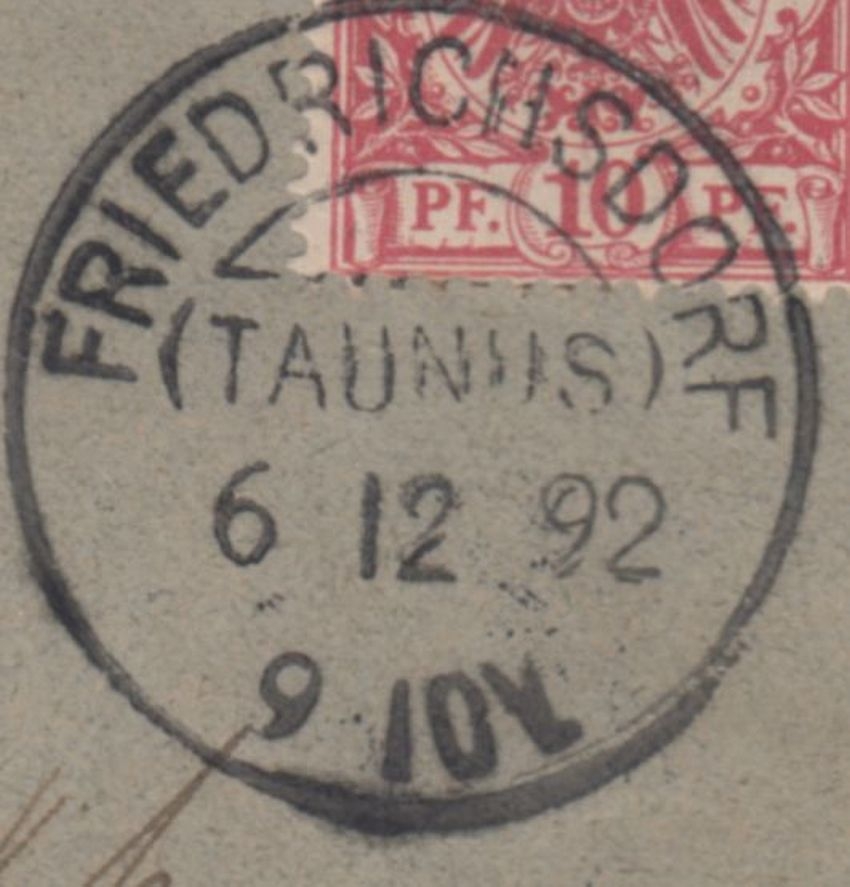 FRIEDRICHSDORF
PF. 10 PF.
(TAUNUS)
6 12 92
9 10V